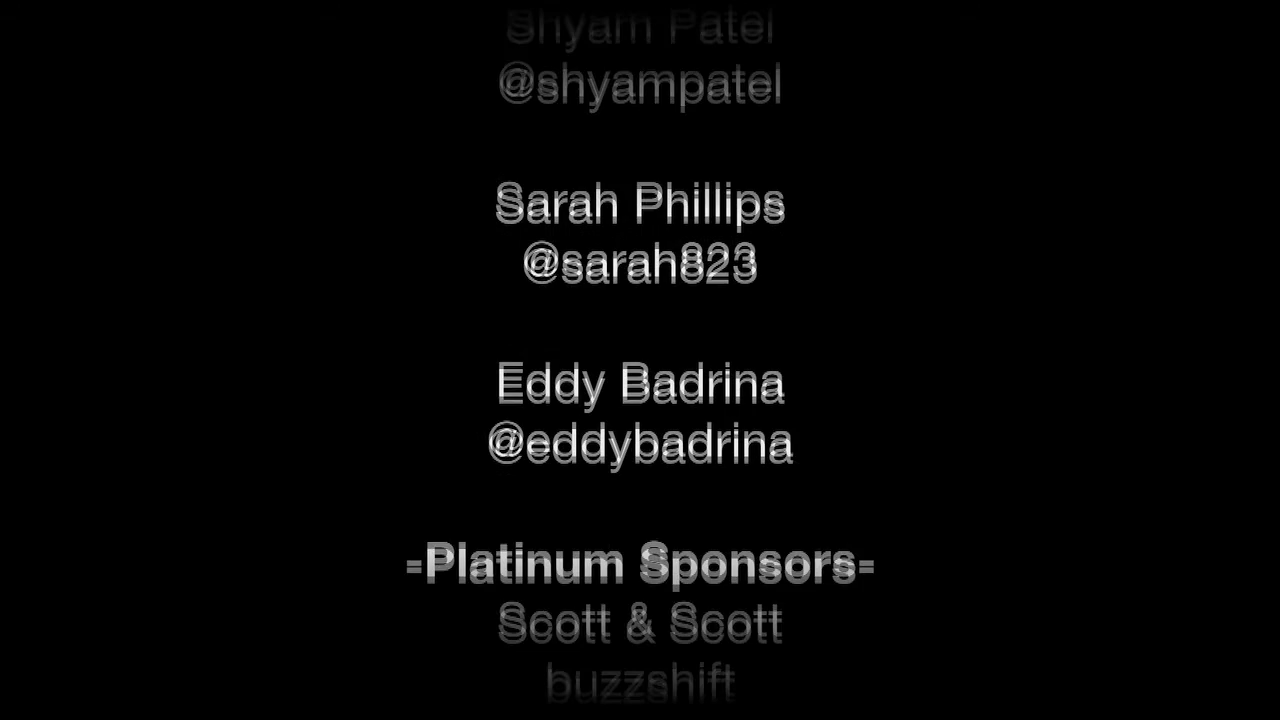 Shyam Patel
@shyampatel
Sarah Phillips
@sarah823
Eddy Badrina
@eddybadrina
-Platinum Sponsors-
Scott & Scott
buzzshift